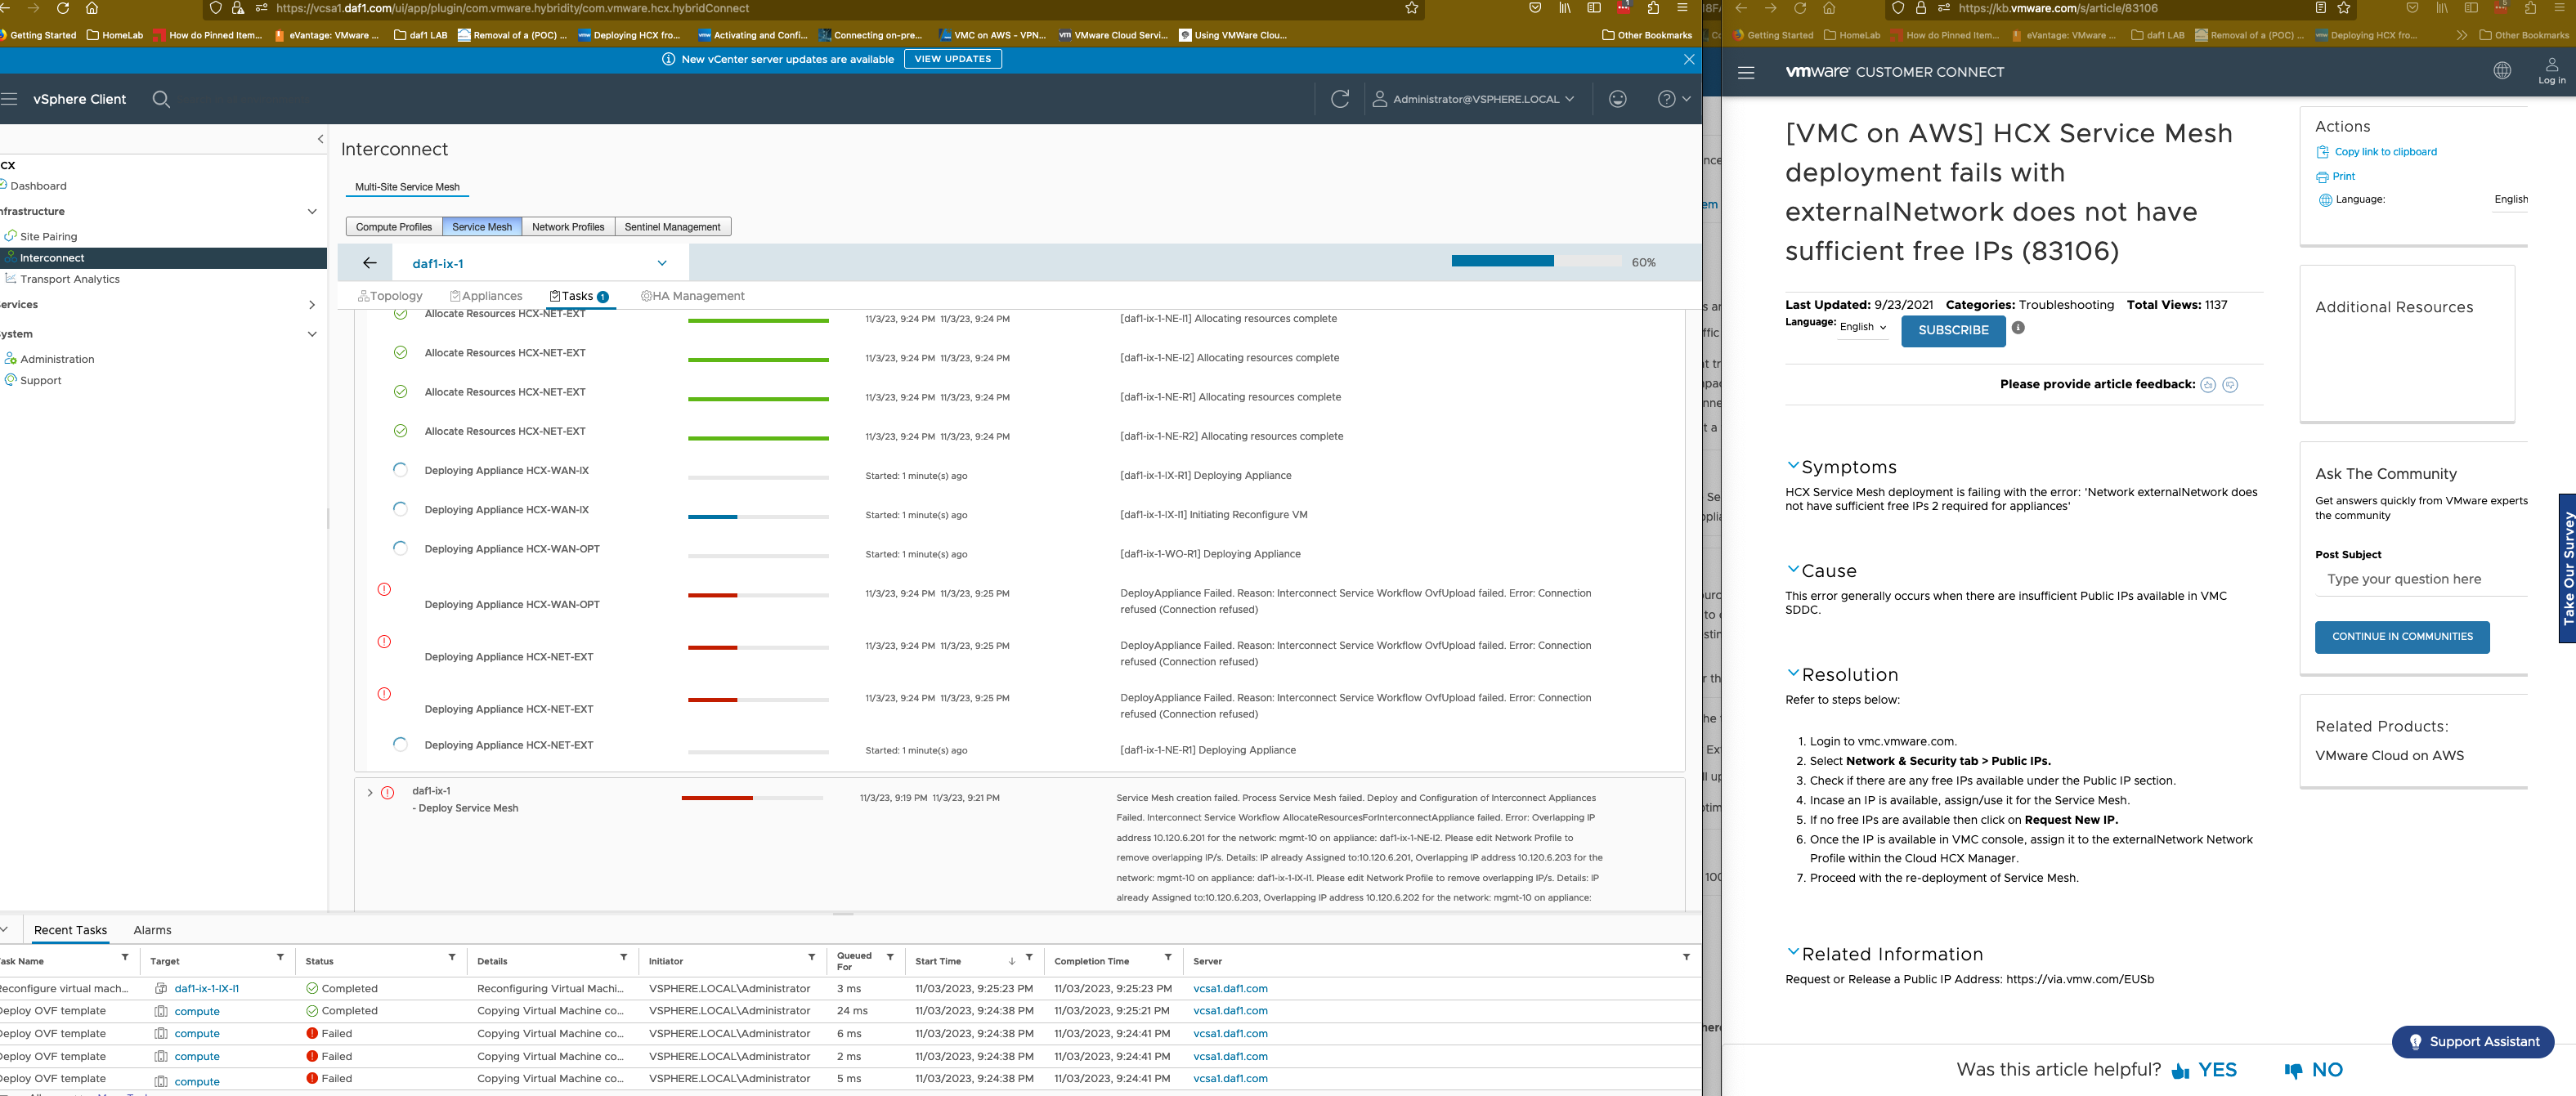 https://vcsa1.daf1.com/ui/app/plugin/com.vmware.hybridity/com.vmware.hcx.hybridConnect
Getting Started HomeLab How do Pinned Item... eVantage: VMware ... daf1 LAB Removal of a (POC) ... Deploying HCX fro... Activating and Confi... Connecting on-pre... VMC on AWS - VPN... VMware Cloud Servi... Using VMWare Clou... Other Bookmarks
New vCenter server updates are available VIEW UPDATES
vSphere Client
Administrator@VSPHERE.LOCAL
CX
Dashboard
nfrastructure
Site Pairing
Interconnect
Transport Analytics
ervices
ystem
Administration
Support
Interconnect
Multi-Site Service Mesh
Compute Profiles Service Mesh Network Profiles Sentinel Management
daf1-ix-1 60%
Topology Appliances Tasks 1 HA Management
Allocate Resources HCX-NET-EXT 11/3/23, 9:24 PM 11/3/23, 9:24 PM [daf1-ix-1-NE-I1] Allocating resources complete
Allocate Resources HCX-NET-EXT 11/3/23, 9:24 PM 11/3/23, 9:24 PM [daf1-ix-1-NE-I2] Allocating resources complete
Allocate Resources HCX-NET-EXT 11/3/23, 9:24 PM 11/3/23, 9:24 PM [daf1-ix-1-NE-R1] Allocating resources complete
Allocate Resources HCX-NET-EXT 11/3/23, 9:24 PM 11/3/23, 9:24 PM [daf1-ix-1-NE-R2] Allocating resources complete
Deploying Appliance HCX-WAN-IX Started: 1 minute(s) ago [daf1-ix-1-IX-R1] Deploying Appliance
Deploying Appliance HCX-WAN-IX Started: 1 minute(s) ago [daf1-ix-1-IX-I1] Initiating Reconfigure VM
Deploying Appliance HCX-WAN-OPT Started: 1 minute(s) ago [daf1-ix-1-WO-R1] Deploying Appliance
Deploying Appliance HCX-WAN-OPT 11/3/23, 9:24 PM 11/3/23, 9:25 PM DeployAppliance Failed. Reason: Interconnect Service Workflow OvfUpload failed. Error: Connection
refused (Connection refused)
Deploying Appliance HCX-NET-EXT 11/3/23, 9:24 PM 11/3/23, 9:25 PM DeployAppliance Failed. Reason: Interconnect Service Workflow OvfUpload failed. Error: Connection
refused (Connection refused)
Deploying Appliance HCX-NET-EXT 11/3/23, 9:24 PM 11/3/23, 9:25 PM DeployAppliance Failed. Reason: Interconnect Service Workflow OvfUpload failed. Error: Connection
refused (Connection refused)
Deploying Appliance HCX-NET-EXT Started: 1 minute(s) ago [daf1-ix-1-NE-R1] Deploying Appliance
daf1-ix-1
- Deploy Service Mesh 11/3/23, 9:19 PM 11/3/23, 9:21 PM
Service Mesh creation failed. Process Service Mesh failed. Deploy and Configuration of Interconnect Appliances
Failed. Interconnect Service Workflow AllocateResourcesForInterconnectAppliance failed. Error: Overlapping IP
address 10.120.6.201 for the network: mgmt-10 on appliance: daf1-ix-1-NE-I2. Please edit Network Profile to
remove overlapping IP/s. Details: IP already Assigned to:10.120.6.201, Overlapping IP address 10.120.6.203 for the
network: mgmt-10 on appliance: daf1-ix-1-IX-I1. Please edit Network Profile to remove overlapping IP/s. Details: IP
already Assigned to:10.120.6.203, Overlapping IP address 10.120.6.202 for the network: mgmt-10 on appliance:
Recent Tasks Alarms
ask Name Target Status Details Initiator Queued For Start Time Completion Time Server
econfigure virtual mach... daf1-ix-1-IX-I1 Completed Reconfiguring Virtual Machi... VSPHERE.LOCAL\Administrator 3 ms 11/03/2023, 9:25:23 PM 11/03/2023, 9:25:23 PM vcsa1.daf1.com
eploy OVF template compute Completed Copying Virtual Machine co... VSPHERE.LOCAL\Administrator 24 ms 11/03/2023, 9:24:38 PM 11/03/2023, 9:25:21 PM vcsa1.daf1.com
eploy OVF template compute Failed Copying Virtual Machine co... VSPHERE.LOCAL\Administrator 6 ms 11/03/2023, 9:24:38 PM 11/03/2023, 9:24:41 PM vcsa1.daf1.com
eploy OVF template compute Failed Copying Virtual Machine co... VSPHERE.LOCAL\Administrator 2 ms 11/03/2023, 9:24:38 PM 11/03/2023, 9:24:41 PM vcsa1.daf1.com
eploy OVF template compute Failed Copying Virtual Machine co... VSPHERE.LOCAL\Administrator 5 ms 11/03/2023, 9:24:38 PM 11/03/2023, 9:24:41 PM vcsa1.daf1.com
https://kb.vmware.com/s/article/83106
Getting Started HomeLab How do Pinned Item... eVantage: VMware ... daf1 LAB Removal of a (POC) ... Deploying HCX fro... Other Bookmarks
vmware CUSTOMER CONNECT
Log in
[VMC on AWS] HCX Service Mesh
deployment fails with
externalNetwork does not have
sufficient free IPs (83106)
Last Updated: 9/23/2021 Categories: Troubleshooting Total Views: 1137
Language: English SUBSCRIBE
Please provide article feedback:
Symptoms
HCX Service Mesh deployment is failing with the error: 'Network externalNetwork does
not have sufficient free IPs 2 required for appliances'
Cause
This error generally occurs when there are insufficient Public IPs available in VMC
SDDC.
Resolution
Refer to steps below:
1. Login to vmc.vmware.com.
2. Select Network & Security tab > Public IPs.
3. Check if there are any free IPs available under the Public IP section.
4. Incase an IP is available, assign/use it for the Service Mesh.
5. If no free IPs are available then click on Request New IP.
6. Once the IP is available in VMC console, assign it to the externalNetwork Network
Profile within the Cloud HCX Manager.
7. Proceed with the re-deployment of Service Mesh.
Related Information
Request or Release a Public IP Address: https://via.vmw.com/EUSb
Was this article helpful? YES NO
Actions
Copy link to clipboard
Print
Language: English
Additional Resources
Ask The Community
Get answers quickly from VMware experts
the community
Post Subject
Type your question here
CONTINUE IN COMMUNITIES
Related Products:
VMware Cloud on AWS
Take Our Survey
Support Assistant